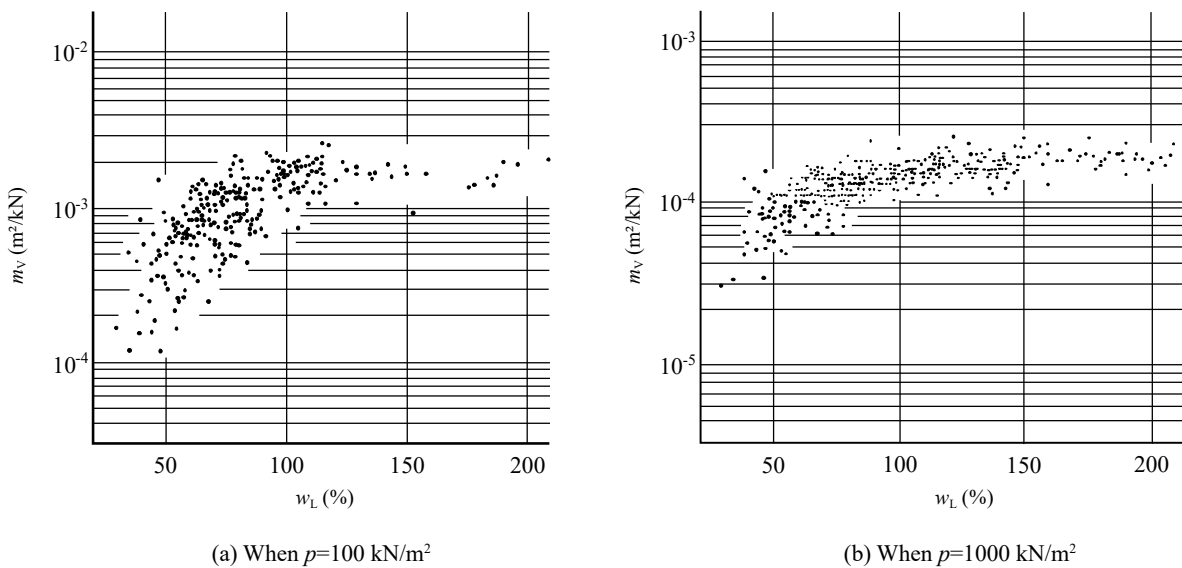 10⁻²
10⁻³
10⁻⁴
m_V (m²/kN)
50 100 150 200
w_L (%)
(a) When p=100 kN/m²
10⁻³
10⁻⁴
10⁻⁵
m_V (m²/kN)
50 100 150 200
w_L (%)
(b) When p=1000 kN/m²